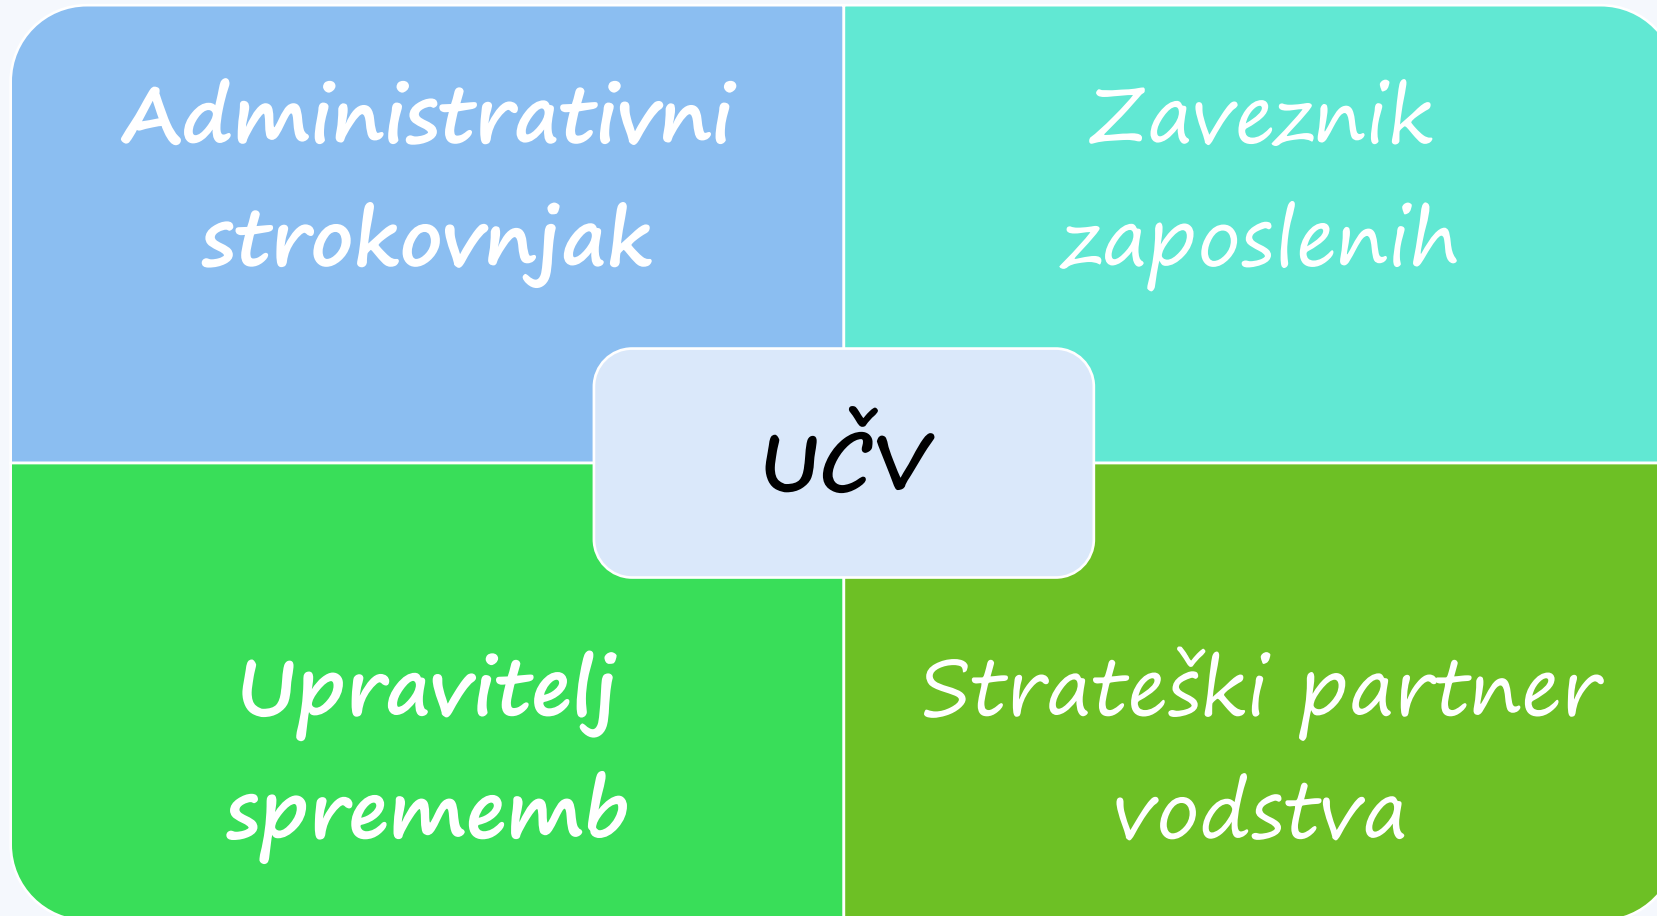 Administrativni
strokovnjak
Zaveznik
zaposlenih
UČV
Upravitelj
sprememb
Strateški partner
vodstva